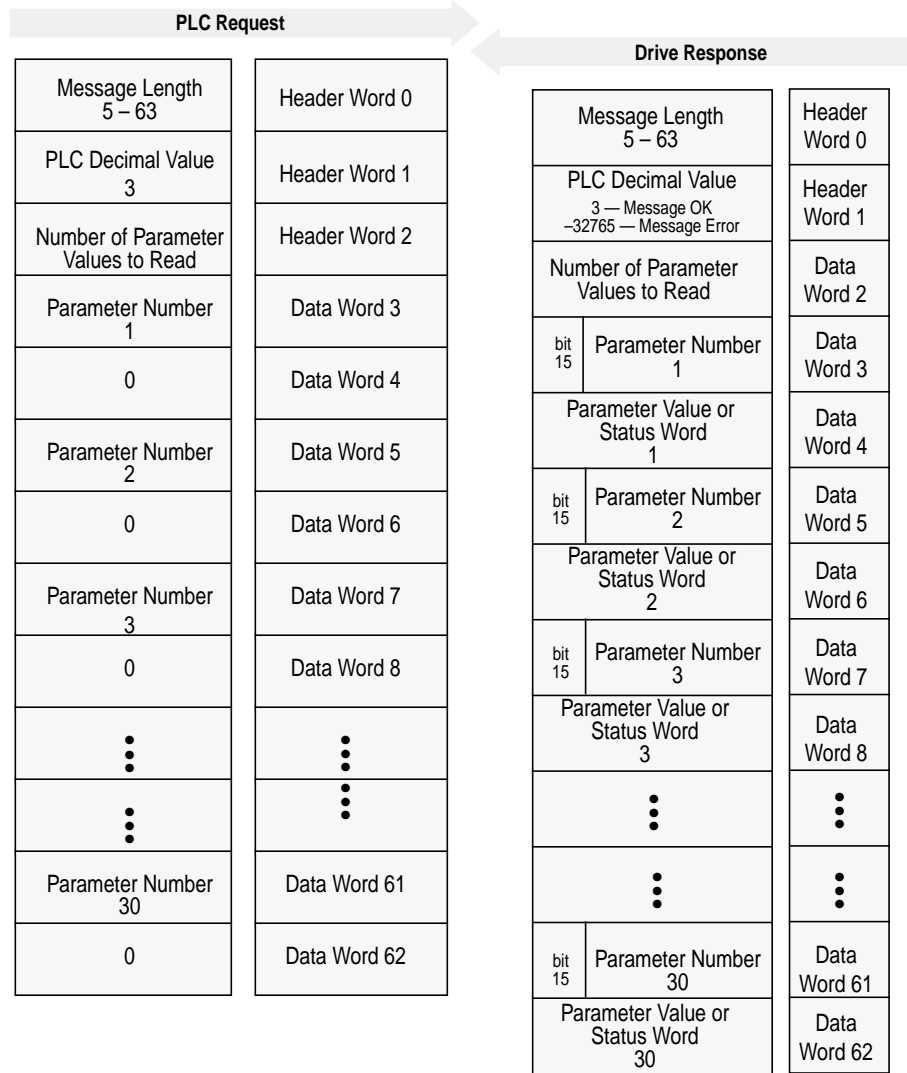 PLC Request
Message Length
5 – 63
Header Word 0
PLC Decimal Value
3
Header Word 1
Number of Parameter
Values to Read
Header Word 2
Parameter Number
1
Data Word 3
0
Data Word 4
Parameter Number
2
Data Word 5
0
Data Word 6
Parameter Number
3
Data Word 7
0
Data Word 8
Parameter Number
30
Data Word 61
0
Data Word 62
Drive Response
Message Length
5 – 63
Header
Word 0
PLC Decimal Value
3 — Message OK
–32765 — Message Error
Header
Word 1
Number of Parameter
Values to Read
Data
Word 2
bit
15
Parameter Number
1
Data
Word 3
Parameter Value or
Status Word
1
Data
Word 4
bit
15
Parameter Number
2
Data
Word 5
Parameter Value or
Status Word
2
Data
Word 6
bit
15
Parameter Number
3
Data
Word 7
Parameter Value or
Status Word
3
Data
Word 8
bit
15
Parameter Number
30
Data
Word 61
Parameter Value or
Status Word
30
Data
Word 62